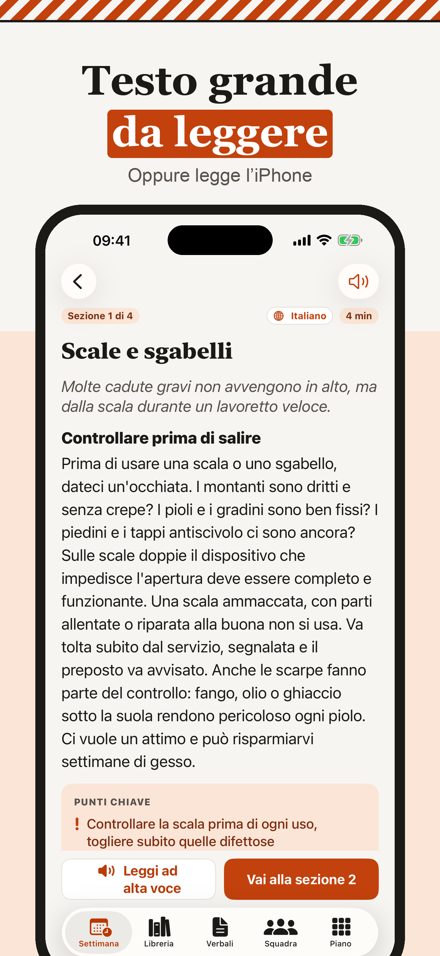 Testo grande
da leggere
Oppure legge l'iPhone
09:41
Sezione 1 di 4
Italiano
4 min
Scale e sgabelli
Molte cadute gravi non avvengono in alto, ma
dalla scala durante un lavoretto veloce.
Controllare prima di salire
Prima di usare una scala o uno sgabello,
dateci un'occhiata. I montanti sono dritti e
senza crepe? I pioli e i gradini sono ben fissi? I
piedini e i tappi antiscivolo ci sono ancora?
Sulle scale doppie il dispositivo che
impedisce l'apertura deve essere completo e
funzionante. Una scala ammaccata, con parti
allentate o riparata alla buona non si usa. Va
tolta subito dal servizio, segnalata e il
preposto va avvisato. Anche le scarpe fanno
parte del controllo: fango, olio o ghiaccio
sotto la suola rendono pericoloso ogni piolo.
Ci vuole un attimo e può risparmiarvi
settimane di gesso.
PUNTI CHIAVE
! Controllare la scala prima di ogni uso,
togliere subito quelle difettose
Leggi ad
alta voce
Vai alla sezione 2
Settimana
Libreria
Verbali
Squadra
Piano